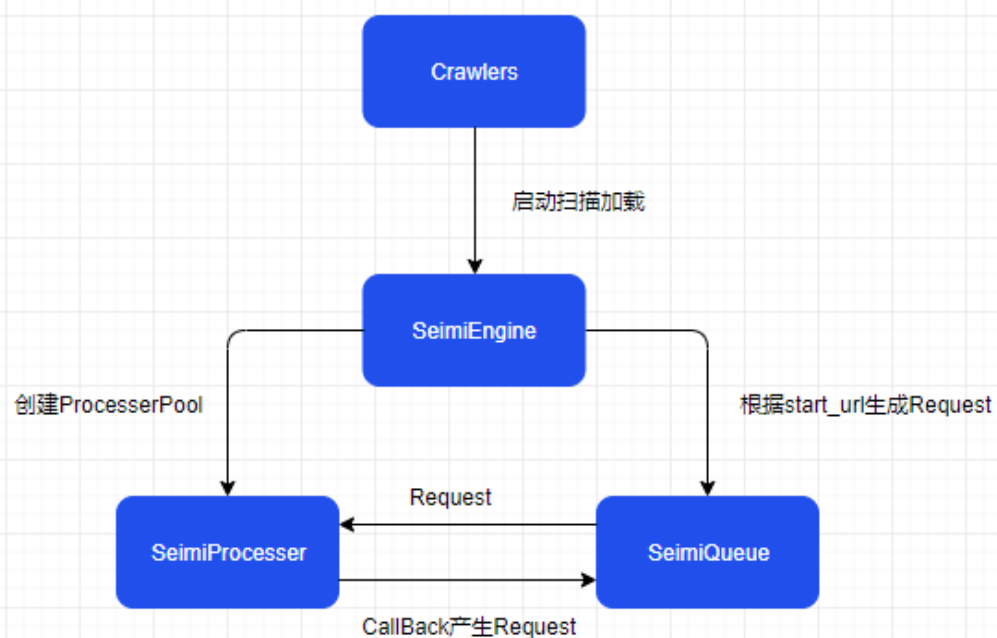 Crawlers
启动扫描加载
SeimiEngine
创建ProcesserPool
根据start_url生成Request
Request
SeimiProcesser
SeimiQueue
CallBack产生Request